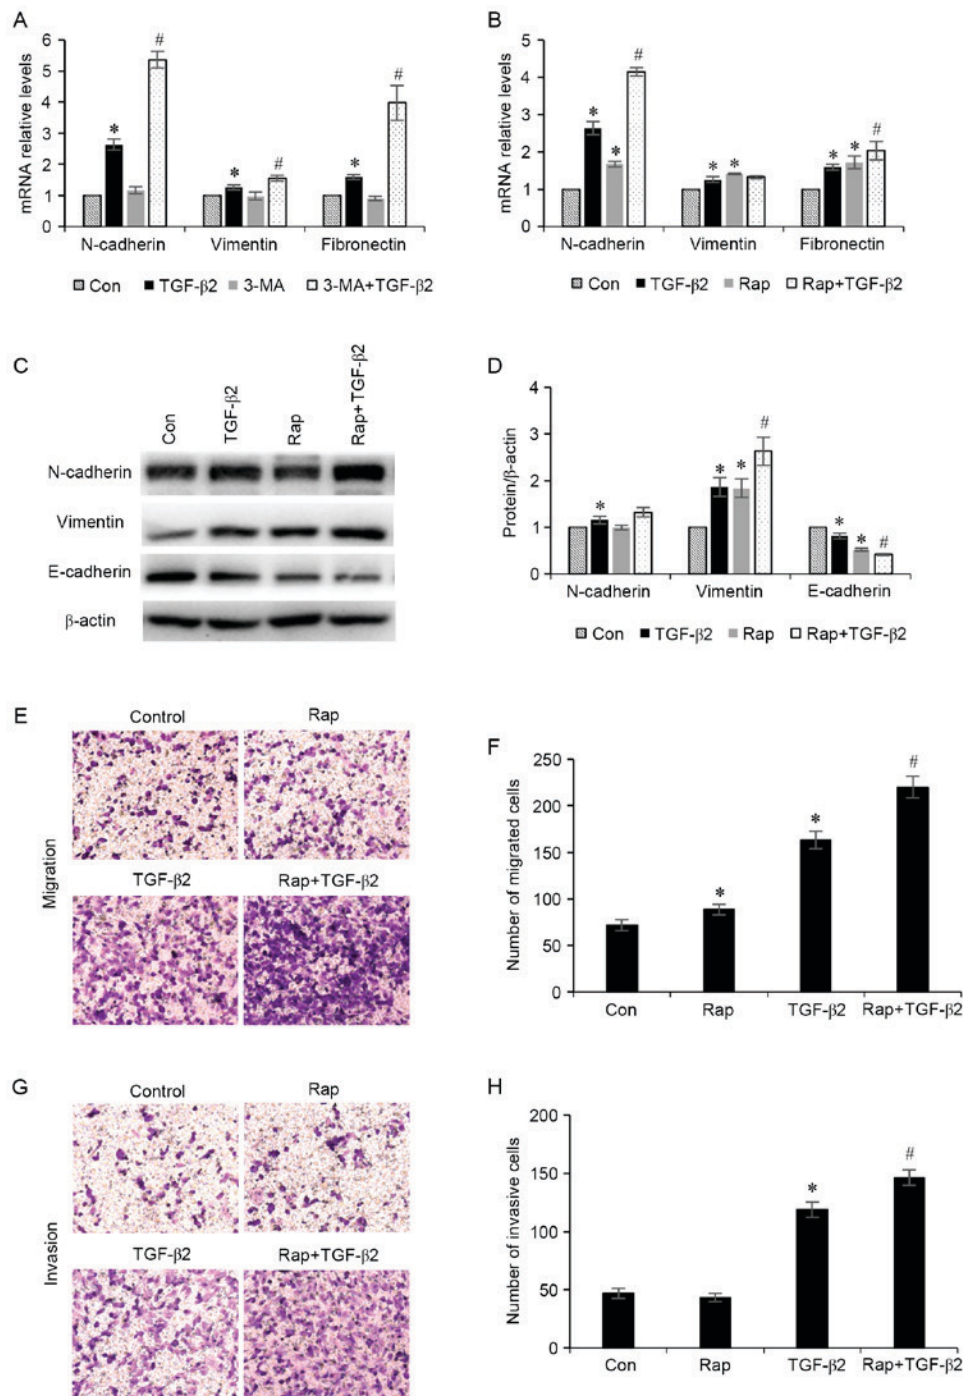 A
mRNA relative levels
6
5
4
3
2
1
0
* # * # * #
N-cadherin Vimentin Fibronectin
Con TGF-β2 3-MA 3-MA+TGF-β2
B
mRNA relative levels
5
4
3
2
1
0
* * # * * * * #
N-cadherin Vimentin Fibronectin
Con TGF-β2 Rap Rap+TGF-β2
C
Con
TGF-β2
Rap
Rap+TGF-β2
N-cadherin
Vimentin
E-cadherin
β-actin
D
Protein/β-actin
4
3
2
1
0
* * * # * * #
N-cadherin Vimentin E-cadherin
Con TGF-β2 Rap Rap+TGF-β2
E
Migration
Control Rap
TGF-β2 Rap+TGF-β2
F
Number of migrated cells
250
200
150
100
50
0
* * #
Con Rap TGF-β2 Rap+TGF-β2
G
Invasion
Control Rap
TGF-β2 Rap+TGF-β2
H
Number of invasive cells
200
150
100
50
0
* #
Con Rap TGF-β2 Rap+TGF-β2